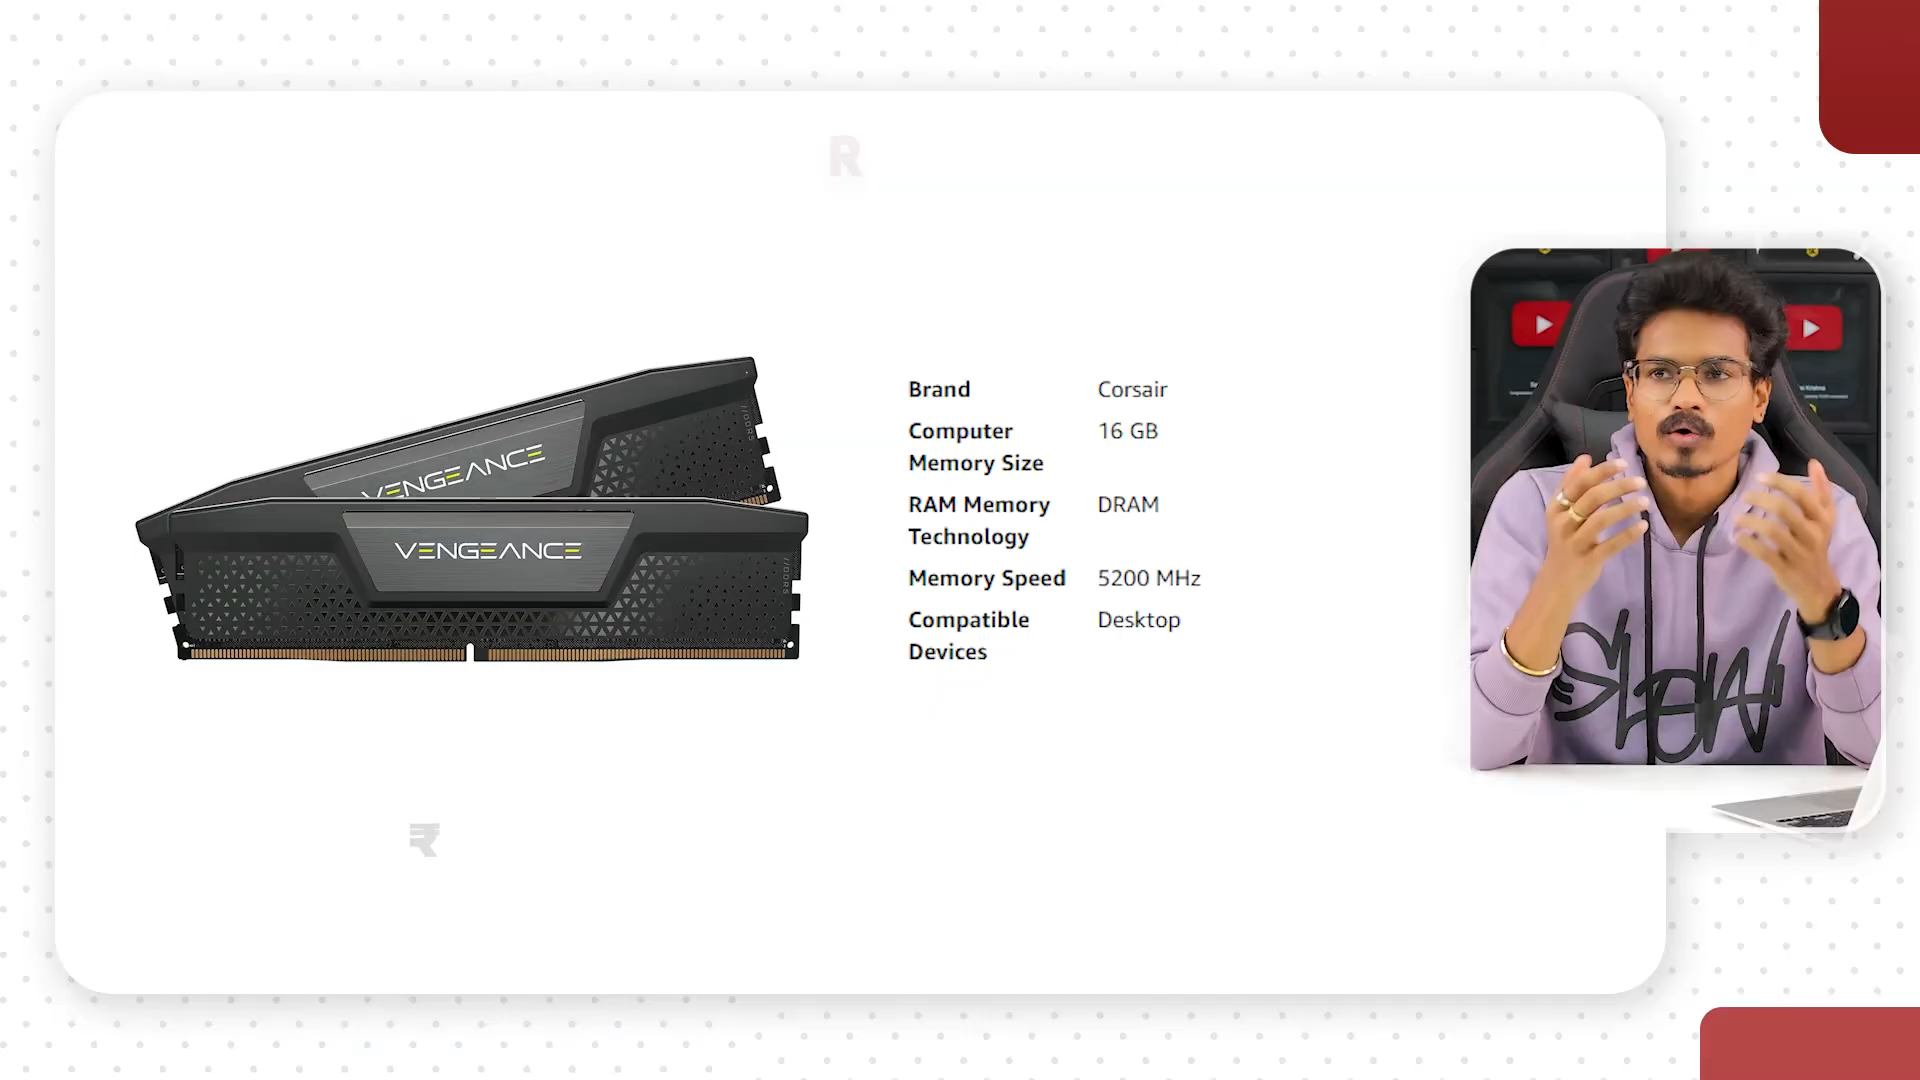 R
VENGEANCE
VENGEANCE
Brand Corsair
Computer Memory Size 16 GB
RAM Memory Technology DRAM
Memory Speed 5200 MHz
Compatible Devices Desktop
SLOW
₹